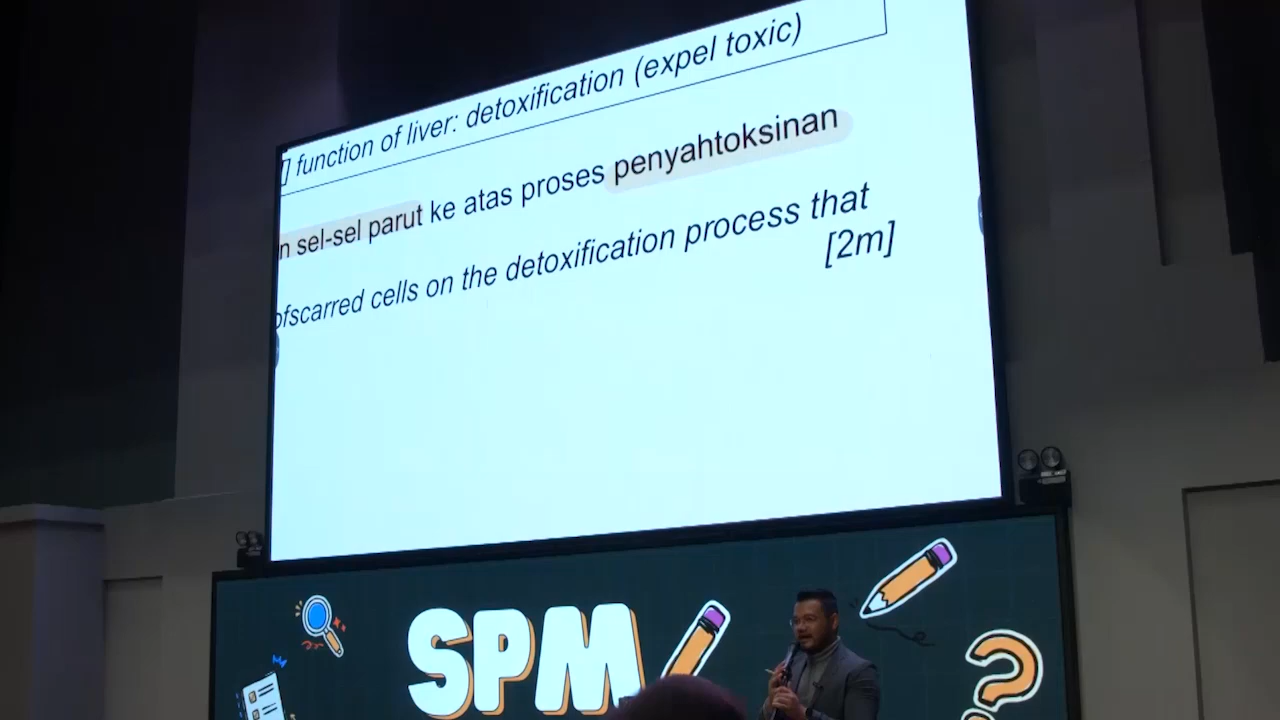 ] function of liver: detoxification (expel toxic)
n sel-sel parut ke atas proses penyahtoksinan
ofscarred cells on the detoxification process that
[2m]
SPM